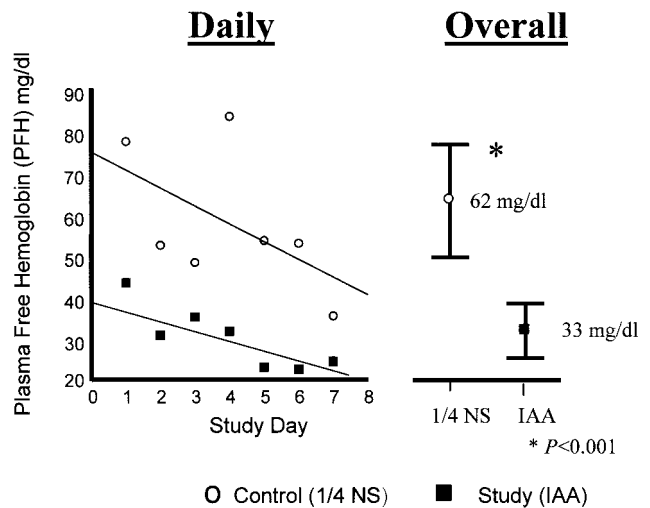 Daily
Overall
Plasma Free Hemoglobin (PFH) mg/dl
90
80
70
60
50
40
30
20
0 1 2 3 4 5 6 7 8
Study Day
*
62 mg/dl
33 mg/dl
1/4 NS IAA
* P<0.001
Control (1/4 NS) Study (IAA)